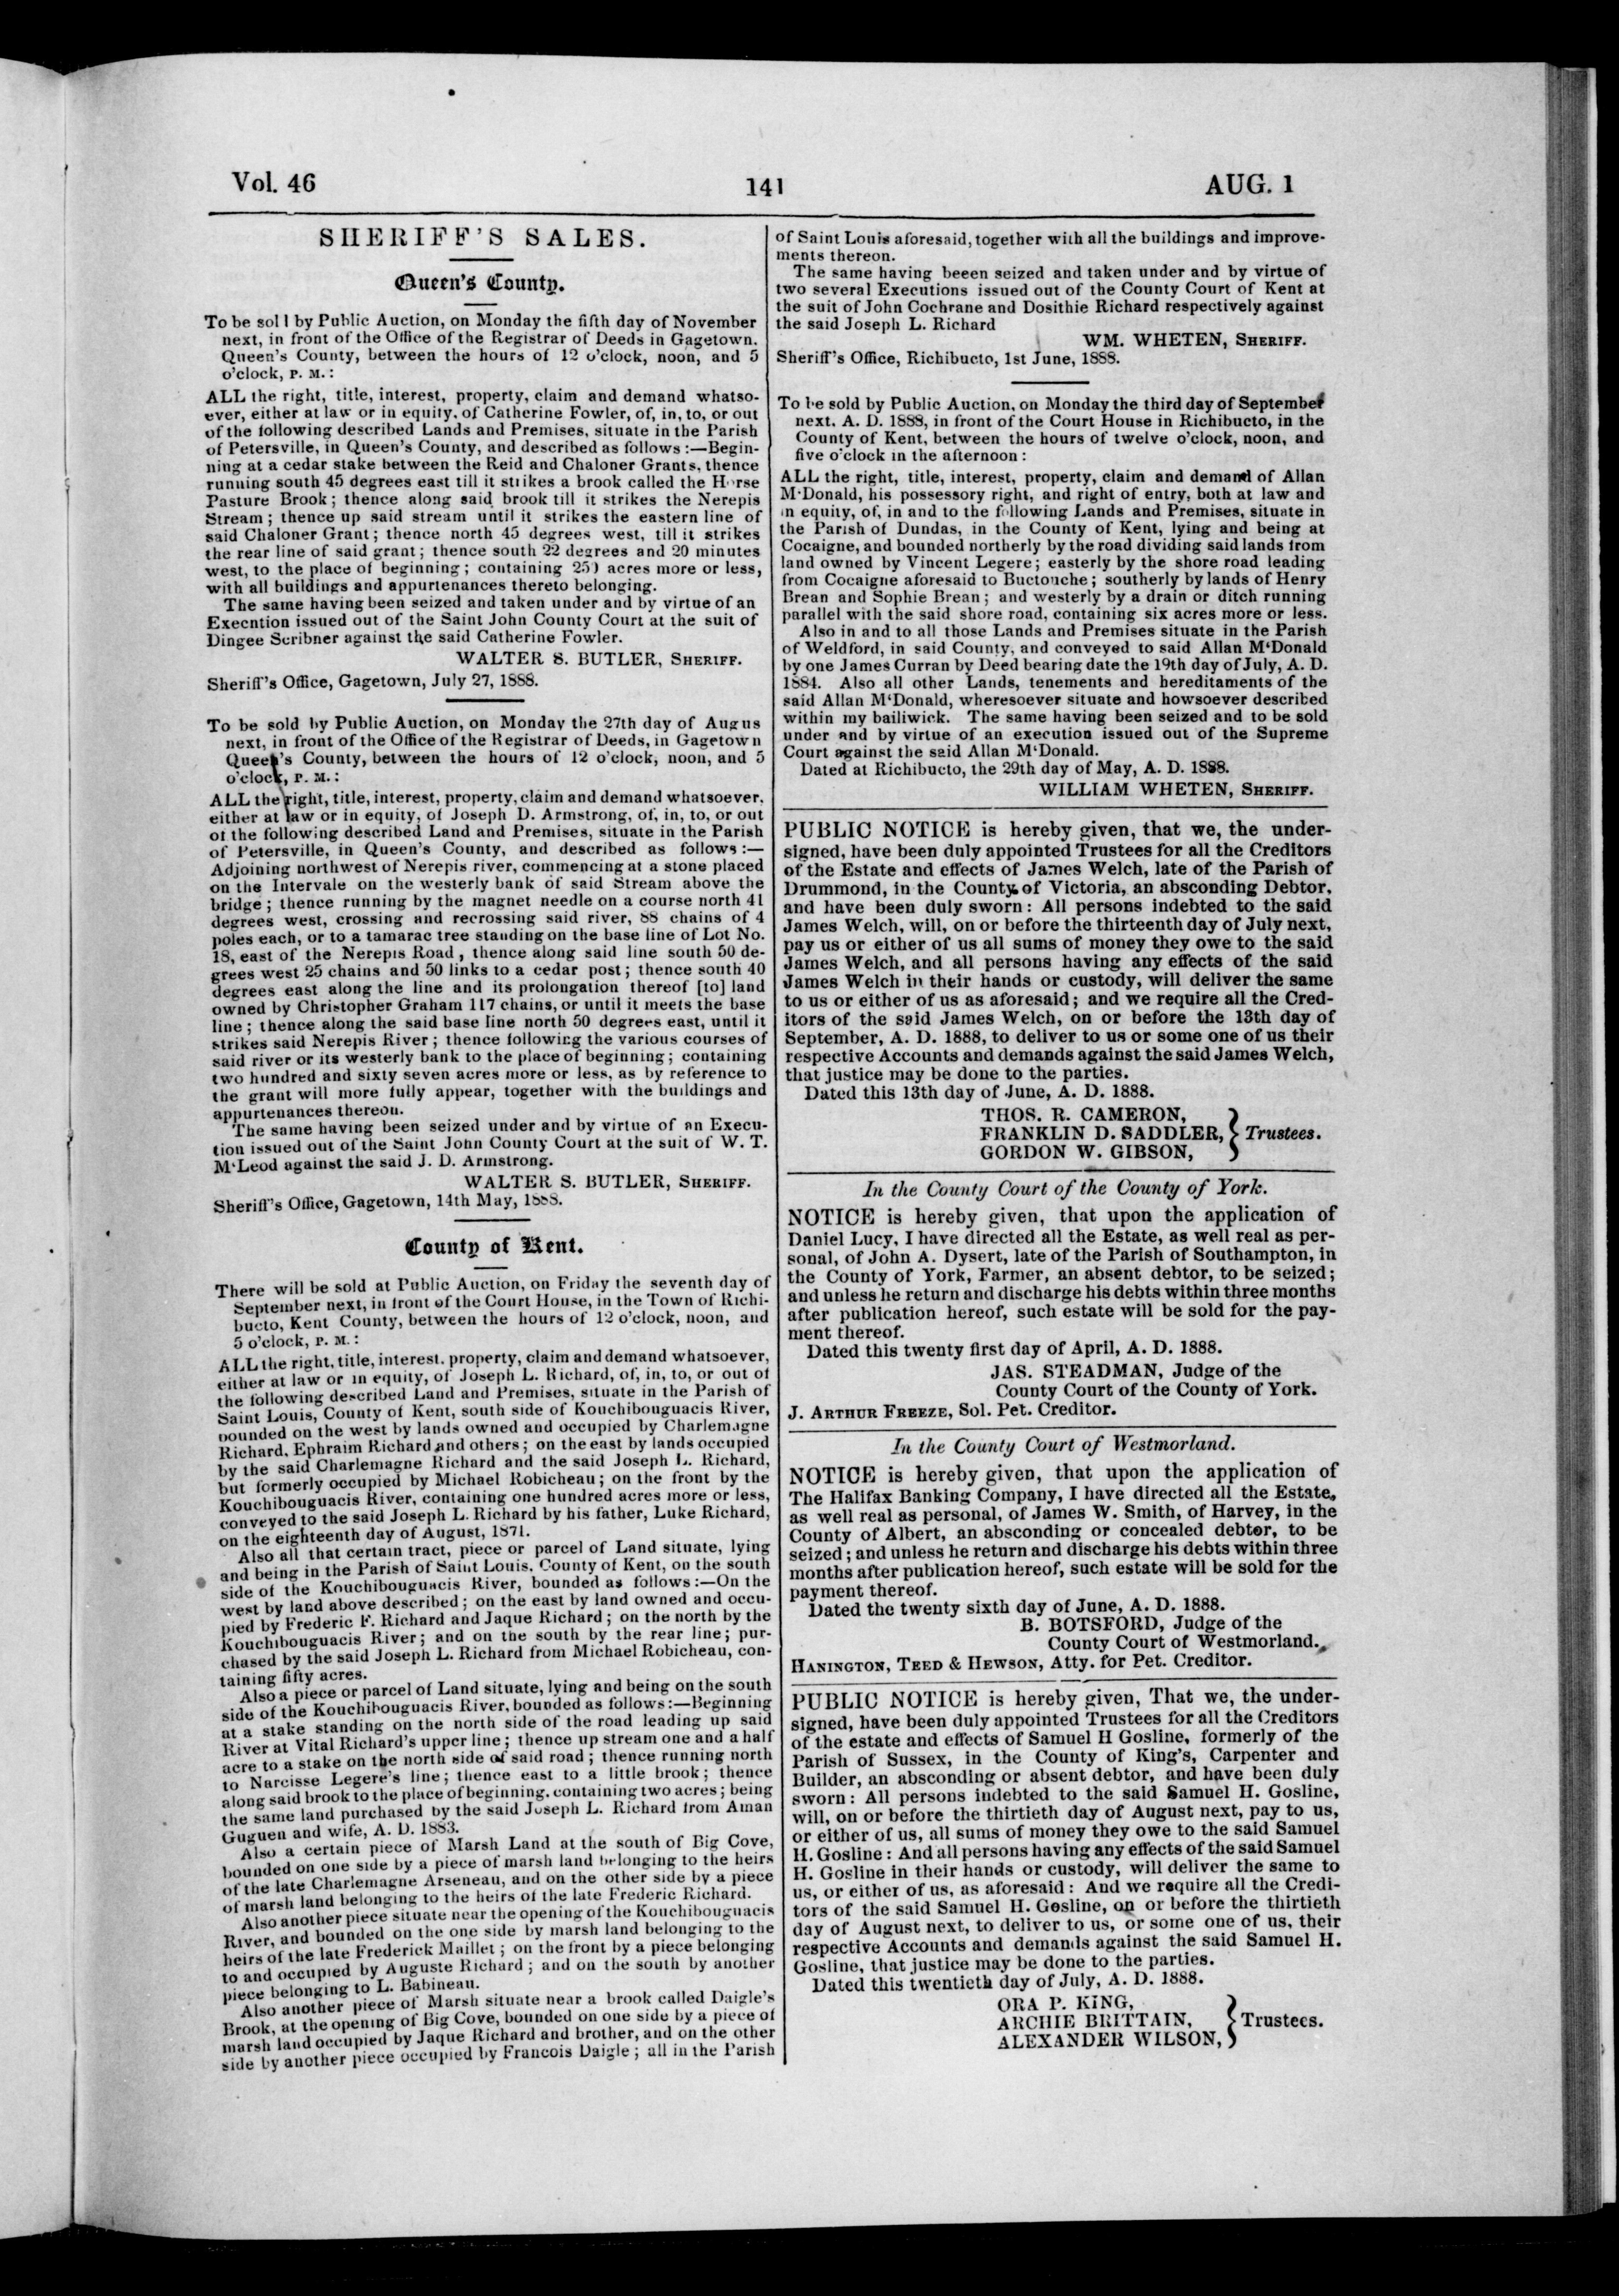 Vol. 46
141
AUG. 1
SHERIFF'S SALES.
Queen's County.
To be sol l by Public Auction, on Monday the fifth day of November
next, in front of the Office of the Registrar of Deeds in Gagetown.
Queen's County, between the hours of 12 o'clock, noon, and 5
o'clock, P. M. :
ALL the right, title, interest, property, claim and demand whatso-
ever, either at law or in equity, of Catherine Fowler, of, in, to, or out
of the following described Lands and Premises, situate in the Parish
of Petersville, in Queen's County, and described as follows :—Begin-
ning at a cedar stake between the Reid and Chaloner Grants, thence
running south 45 degrees east till it strikes a brook called the Horse
Pasture Brook ; thence along said brook till it strikes the Nerepis
Stream ; thence up said stream until it strikes the eastern line of
said Chaloner Grant ; thence north 45 degrees west, till it strikes
the rear line of said grant ; thence south 22 degrees and 20 minutes
west, to the place of beginning ; containing 250 acres more or less,
with all buildings and appurtenances thereto belonging.
The same having been seized and taken under and by virtue of an
Execntion issued out of the Saint John County Court at the suit of
Dingee Scribner against the said Catherine Fowler.
WALTER S. BUTLER, SHERIFF.
Sheriff's Office, Gagetown, July 27, 1888.
To be sold by Public Auction, on Monday the 27th day of Augus
next, in front of the Office of the Registrar of Deeds, in Gagetown
Queen's County, between the hours of 12 o'clock, noon, and 5
o'clock, P. M. :
ALL the right, title, interest, property, claim and demand whatsoever,
either at law or in equity, of Joseph D. Armstrong, of, in, to, or out
of the following described Land and Premises, situate in the Parish
of Petersville, in Queen's County, and described as follows :—
Adjoining northwest of Nerepis river, commencing at a stone placed
on the Intervale on the westerly bank of said Stream above the
bridge ; thence running by the magnet needle on a course north 41
degrees west, crossing and recrossing said river, 88 chains of 4
poles each, or to a tamarac tree standing on the base line of Lot No.
18, east of the Nerepis Road , thence along said line south 50 de-
grees west 25 chains and 50 links to a cedar post ; thence south 40
degrees east along the line and its prolongation thereof [to] land
owned by Christopher Graham 117 chains, or until it meets the base
line ; thence along the said base line north 50 degrees east, until it
strikes said Nerepis River ; thence following the various courses of
said river or its westerly bank to the place of beginning ; containing
two hundred and sixty seven acres more or less, as by reference to
the grant will more fully appear, together with the buildings and
appurtenances thereon.
The same having been seized under and by virtue of an Execu-
tion issued out of the Saint John County Court at the suit of W. T.
M'Leod against the said J. D. Armstrong.
WALTER S. BUTLER, SHERIFF.
Sheriff's Office, Gagetown, 14th May, 1888.
County of Kent.
There will be sold at Public Auction, on Friday the seventh day of
September next, in front of the Court House, in the Town of Richi-
bucto, Kent County, between the hours of 12 o'clock, noon, and
5 o'clock, P. M. :
ALL the right, title, interest, property, claim and demand whatsoever,
either at law or in equity, of Joseph L. Richard, of, in, to, or out of
the following described Land and Premises, situate in the Parish of
Saint Louis, County of Kent, south side of Kouchibouguacis River,
bounded on the west by lands owned and occupied by Charlemagne
Richard, Ephraim Richard and others ; on the east by lands occupied
by the said Charlemagne Richard and the said Joseph L. Richard,
but formerly occupied by Michael Robicheau ; on the front by the
Kouchibouguacis River, containing one hundred acres more or less,
conveyed to the said Joseph L. Richard by his father, Luke Richard,
on the eighteenth day of August, 1871.
Also all that certain tract, piece or parcel of Land situate, lying
and being in the Parish of Saint Louis, County of Kent, on the south
side of the Kouchibouguacis River, bounded as follows :—On the
west by land above described ; on the east by land owned and occu-
pied by Frederic F. Richard and Jaque Richard ; on the north by the
Kouchibouguacis River ; and on the south by the rear line ; pur-
chased by the said Joseph L. Richard from Michael Robicheau, con-
taining fifty acres.
Also a piece or parcel of Land situate, lying and being on the south
side of the Kouchibouguacis River, bounded as follows :—Beginning
at a stake standing on the north side of the road leading up said
River at Vital Richard's upper line ; thence up stream one and a half
acre to a stake on the north side of said road ; thence running north
to Narcisse Legere's line ; thence east to a little brook ; thence
along said brook to the place of beginning, containing two acres ; being
the same land purchased by the said Joseph L. Richard from Aman
Guguen and wife, A. D. 1883.
Also a certain piece of Marsh Land at the south of Big Cove,
bounded on one side by a piece of marsh land belonging to the heirs
of the late Charlemagne Arseneau, and on the other side by a piece
of marsh land belonging to the heirs of the late Frederic Richard.
Also another piece situate near the opening of the Kouchibouguacis
River, and bounded on the one side by marsh land belonging to the
heirs of the late Frederick Maillet ; on the front by a piece belonging
to and occupied by Auguste Richard ; and on the south by another
piece belonging to L. Babineau.
Also another piece of Marsh situate near a brook called Daigle's
Brook, at the opening of Big Cove, bounded on one side by a piece of
marsh land occupied by Jaque Richard and brother, and on the other
side by another piece occupied by Francois Daigle ; all in the Parish
of Saint Louis aforesaid, together with all the buildings and improve-
ments thereon.
The same having beeen seized and taken under and by virtue of
two several Executions issued out of the County Court of Kent at
the suit of John Cochrane and Dosithie Richard respectively against
the said Joseph L. Richard
WM. WHETEN, SHERIFF.
Sheriff's Office, Richibucto, 1st June, 1888.
To be sold by Public Auction, on Monday the third day of September
next. A. D. 1888, in front of the Court House in Richibucto, in the
County of Kent, between the hours of twelve o'clock, noon, and
five o'clock in the afternoon :
ALL the right, title, interest, property, claim and demand of Allan
M'Donald, his possessory right, and right of entry, both at law and
in equity, of, in and to the following Lands and Premises, situate in
the Parish of Dundas, in the County of Kent, lying and being at
Cocaigne, and bounded northerly by the road dividing said lands from
land owned by Vincent Legere ; easterly by the shore road leading
from Cocaigne aforesaid to Buctouche ; southerly by lands of Henry
Brean and Sophie Brean ; and westerly by a drain or ditch running
parallel with the said shore road, containing six acres more or less.
Also in and to all those Lands and Premises situate in the Parish
of Weldford, in said County, and conveyed to said Allan M'Donald
by one James Curran by Deed bearing date the 19th day of July, A. D.
1884. Also all other Lands, tenements and hereditaments of the
said Allan M'Donald, wheresoever situate and howsoever described
within my bailiwick. The same having been seized and to be sold
under and by virtue of an execution issued out of the Supreme
Court against the said Allan M'Donald.
Dated at Richibucto, the 29th day of May, A. D. 1888.
WILLIAM WHETEN, SHERIFF.
PUBLIC NOTICE is hereby given, that we, the under-
signed, have been duly appointed Trustees for all the Creditors
of the Estate and effects of James Welch, late of the Parish of
Drummond, in the County of Victoria, an absconding Debtor,
and have been duly sworn : All persons indebted to the said
James Welch, will, on or before the thirteenth day of July next,
pay us or either of us all sums of money they owe to the said
James Welch, and all persons having any effects of the said
James Welch in their hands or custody, will deliver the same
to us or either of us as aforesaid ; and we require all the Cred-
itors of the said James Welch, on or before the 13th day of
September, A. D. 1888, to deliver to us or some one of us their
respective Accounts and demands against the said James Welch,
that justice may be done to the parties.
Dated this 13th day of June, A. D. 1888.
THOS. R. CAMERON,
FRANKLIN D. SADDLER, } Trustees.
GORDON W. GIBSON,
In the County Court of the County of York.
NOTICE is hereby given, that upon the application of
Daniel Lucy, I have directed all the Estate, as well real as per-
sonal, of John A. Dysert, late of the Parish of Southampton, in
the County of York, Farmer, an absent debtor, to be seized ;
and unless he return and discharge his debts within three months
after publication hereof, such estate will be sold for the pay-
ment thereof.
Dated this twenty first day of April, A. D. 1888.
JAS. STEADMAN, Judge of the
County Court of the County of York.
J. ARTHUR FREEZE, Sol. Pet. Creditor.
In the County Court of Westmorland.
NOTICE is hereby given, that upon the application of
The Halifax Banking Company, I have directed all the Estate,
as well real as personal, of James W. Smith, of Harvey, in the
County of Albert, an absconding or concealed debtor, to be
seized ; and unless he return and discharge his debts within three
months after publication hereof, such estate will be sold for the
payment thereof.
Dated the twenty sixth day of June, A. D. 1888.
B. BOTSFORD, Judge of the
County Court of Westmorland.
HANINGTON, TEED & HEWSON, Atty. for Pet. Creditor.
PUBLIC NOTICE is hereby given, That we, the under-
signed, have been duly appointed Trustees for all the Creditors
of the estate and effects of Samuel H Gosline, formerly of the
Parish of Sussex, in the County of King's, Carpenter and
Builder, an absconding or absent debtor, and have been duly
sworn : All persons indebted to the said Samuel H. Gosline,
will, on or before the thirtieth day of August next, pay to us,
or either of us, all sums of money they owe to the said Samuel
H. Gosline : And all persons having any effects of the said Samuel
H. Gosline in their hands or custody, will deliver the same to
us, or either of us, as aforesaid : And we require all the Credi-
tors of the said Samuel H. Gosline, on or before the thirtieth
day of August next, to deliver to us, or some one of us, their
respective Accounts and demands against the said Samuel H.
Gosline, that justice may be done to the parties.
Dated this twentieth day of July, A. D. 1888.
ORA P. KING,
ARCHIE BRITTAIN, } Trustees.
ALEXANDER WILSON,